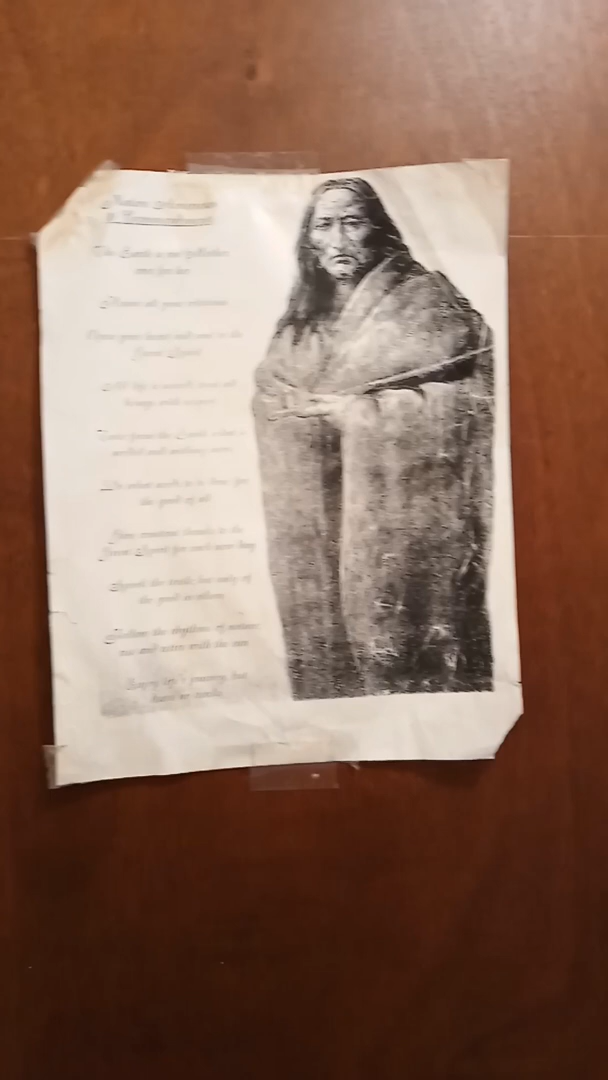 Native American
Commandments
The Earth is our Mother,
care for her
Honor all your relations
Open your heart and soul to the
Great Spirit
All life is sacred; treat all
beings with respect
Take from the Earth what is
needed and nothing more
Do what needs to be done for
the good of all
Give constant thanks to the
Great Spirit for each new day
Speak the truth; but only of
the good in others
Follow the rhythms of nature;
rise and retire with the sun
Enjoy life's journey, but
leave no tracks